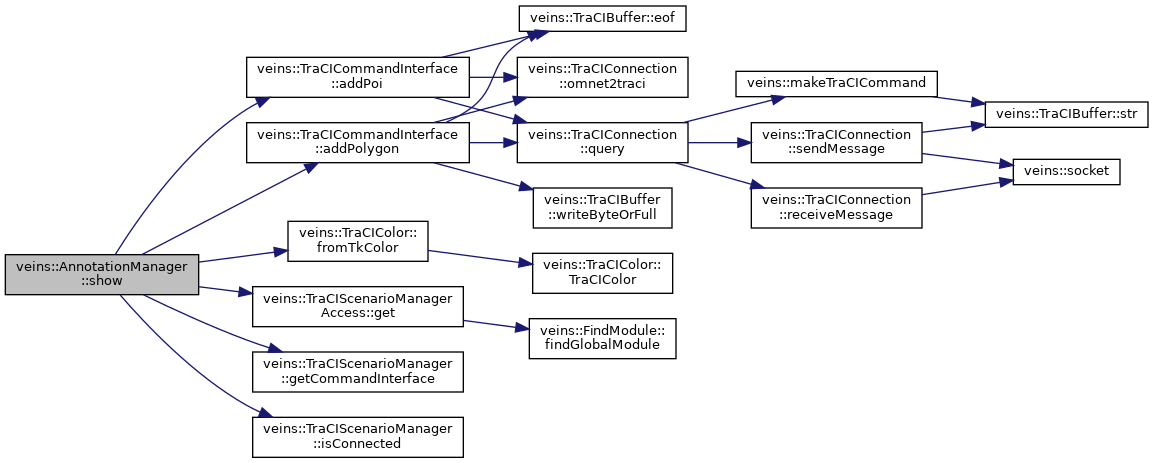 veins::AnnotationManager
::show
veins::TraCICommandInterface
::addPoi
veins::TraCICommandInterface
::addPolygon
veins::TraCIColor::
fromTkColor
veins::TraCIScenarioManager
Access::get
veins::TraCIScenarioManager
::getCommandInterface
veins::TraCIScenarioManager
::isConnected
veins::TraCIBuffer::eof
veins::TraCIConnection
::omnet2traci
veins::TraCIConnection
::query
veins::TraCIBuffer
::writeByteOrFull
veins::TraCIColor::
TraCIColor
veins::FindModule::
findGlobalModule
veins::makeTraCICommand
veins::TraCIConnection
::sendMessage
veins::TraCIConnection
::receiveMessage
veins::TraCIBuffer::str
veins::socket